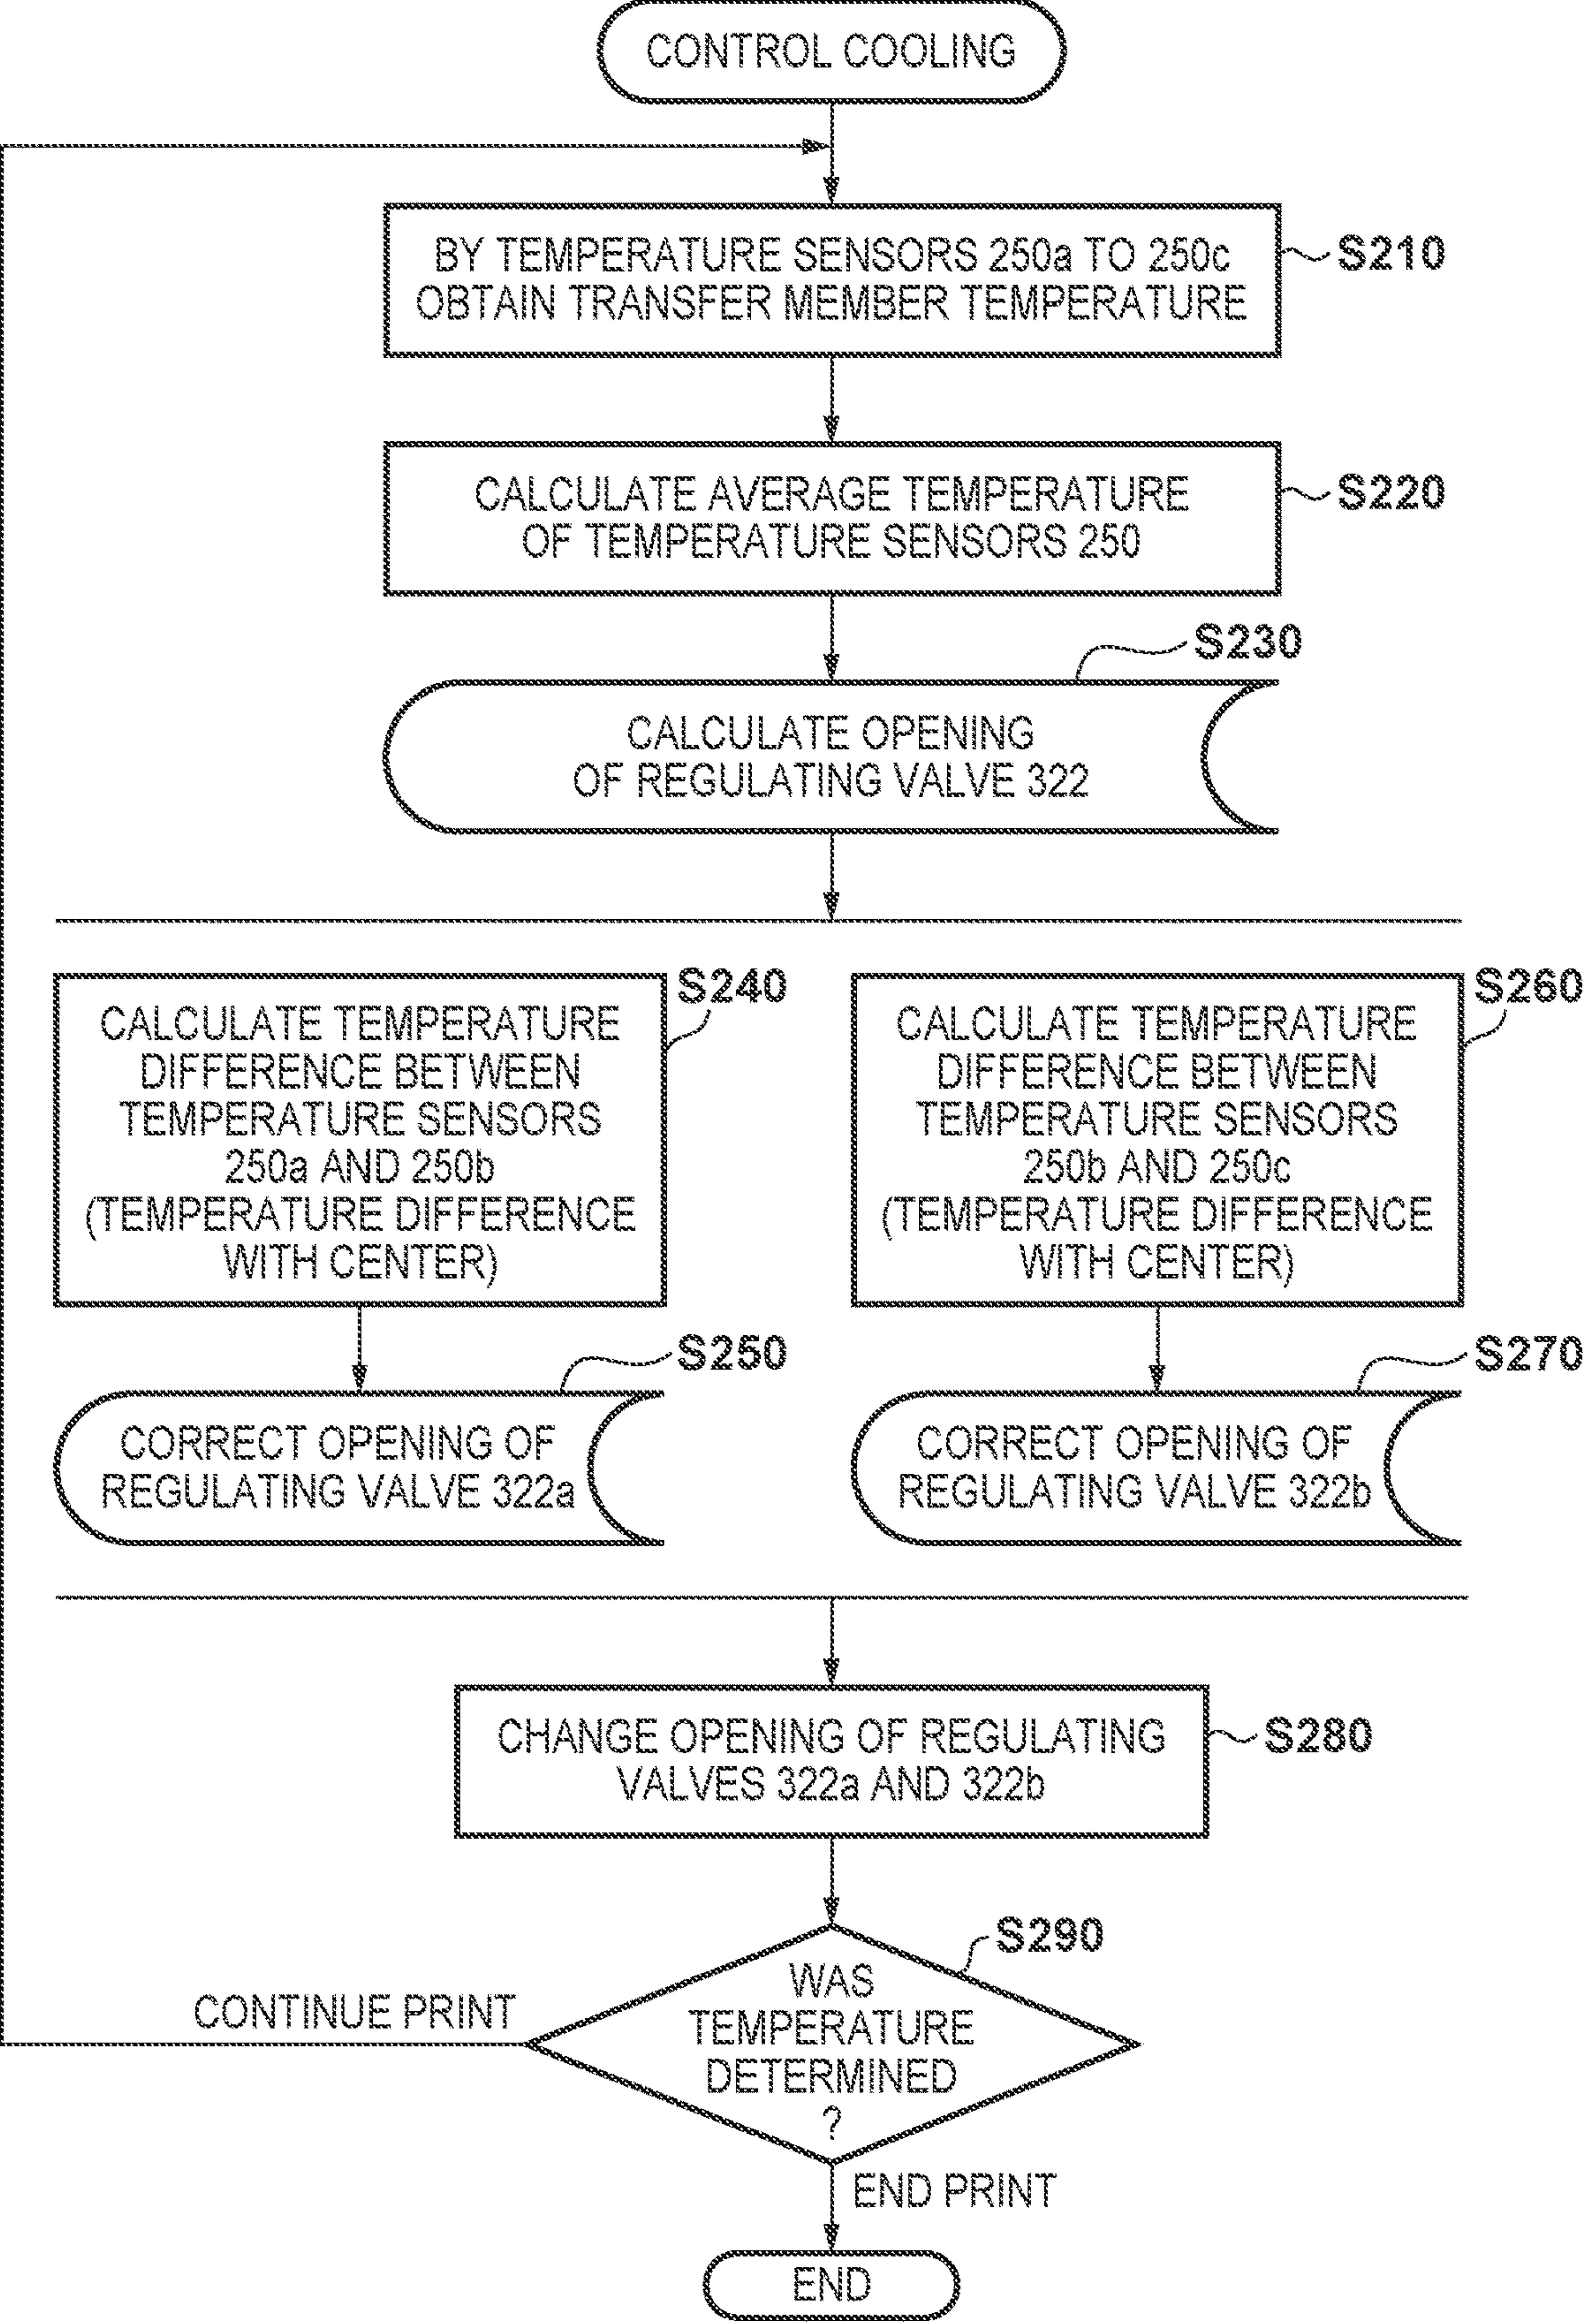 CONTROL COOLING
BY TEMPERATURE SENSORS 250a TO 250c
OBTAIN TRANSFER MEMBER TEMPERATURE
S210
CALCULATE AVERAGE TEMPERATURE
OF TEMPERATURE SENSORS 250
S220
S230
CALCULATE OPENING
OF REGULATING VALVE 322
S240
CALCULATE TEMPERATURE
DIFFERENCE BETWEEN
TEMPERATURE SENSORS
250a AND 250b
(TEMPERATURE DIFFERENCE
WITH CENTER)
S260
CALCULATE TEMPERATURE
DIFFERENCE BETWEEN
TEMPERATURE SENSORS
250b AND 250c
(TEMPERATURE DIFFERENCE
WITH CENTER)
S250
CORRECT OPENING OF
REGULATING VALVE 322a
S270
CORRECT OPENING OF
REGULATING VALVE 322b
CHANGE OPENING OF REGULATING
VALVES 322a AND 322b
S280
S290
WAS
TEMPERATURE
DETERMINED
?
CONTINUE PRINT
END PRINT
END